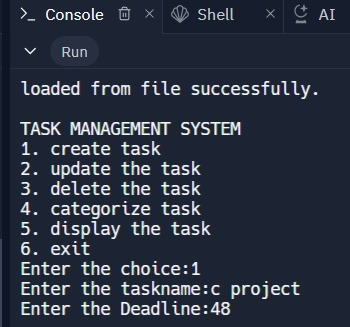 Console
Shell
AI
Run
loaded from file successfully.
TASK MANAGEMENT SYSTEM
1. create task
2. update the task
3. delete the task
4. categorize task
5. display the task
6. exit
Enter the choice:1
Enter the taskname:c project
Enter the Deadline:48